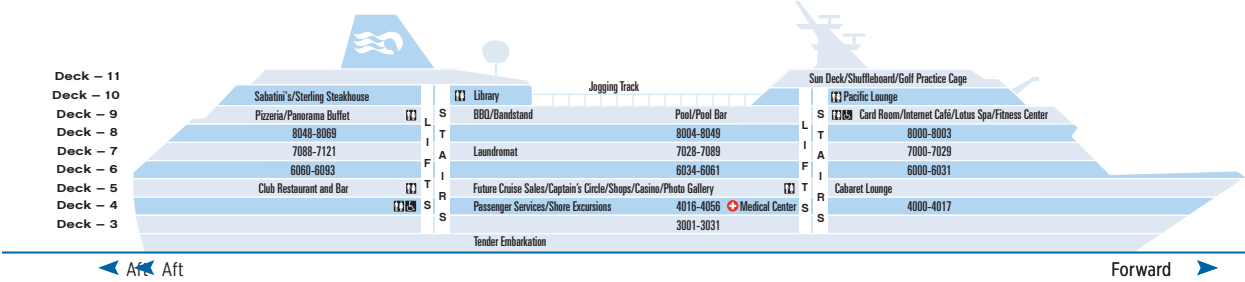 Deck – 11
Sun Deck/Shuffleboard/Golf Practice Cage
Jogging Track
Deck – 10
Sabatini's/Sterling Steakhouse
Library
Pacific Lounge
Deck – 9
Pizzeria/Panorama Buffet
BBQ/Bandstand
Pool/Pool Bar
Card Room/Internet Café/Lotus Spa/Fitness Center
Deck – 8
8048-8069
8004-8049
8000-8003
Deck – 7
7088-7121
Laundromat
7028-7089
7000-7029
Deck – 6
6060-6093
6034-6061
6000-6031
Deck – 5
Club Restaurant and Bar
Future Cruise Sales/Captain's Circle/Shops/Casino/Photo Gallery
Cabaret Lounge
Deck – 4
Passenger Services/Shore Excursions
4016-4056
Medical Center
4000-4017
Deck – 3
3001-3031
Tender Embarkation
LIFTS
STAIRS
LIFTS
STAIRS
Aft
Aft
Forward